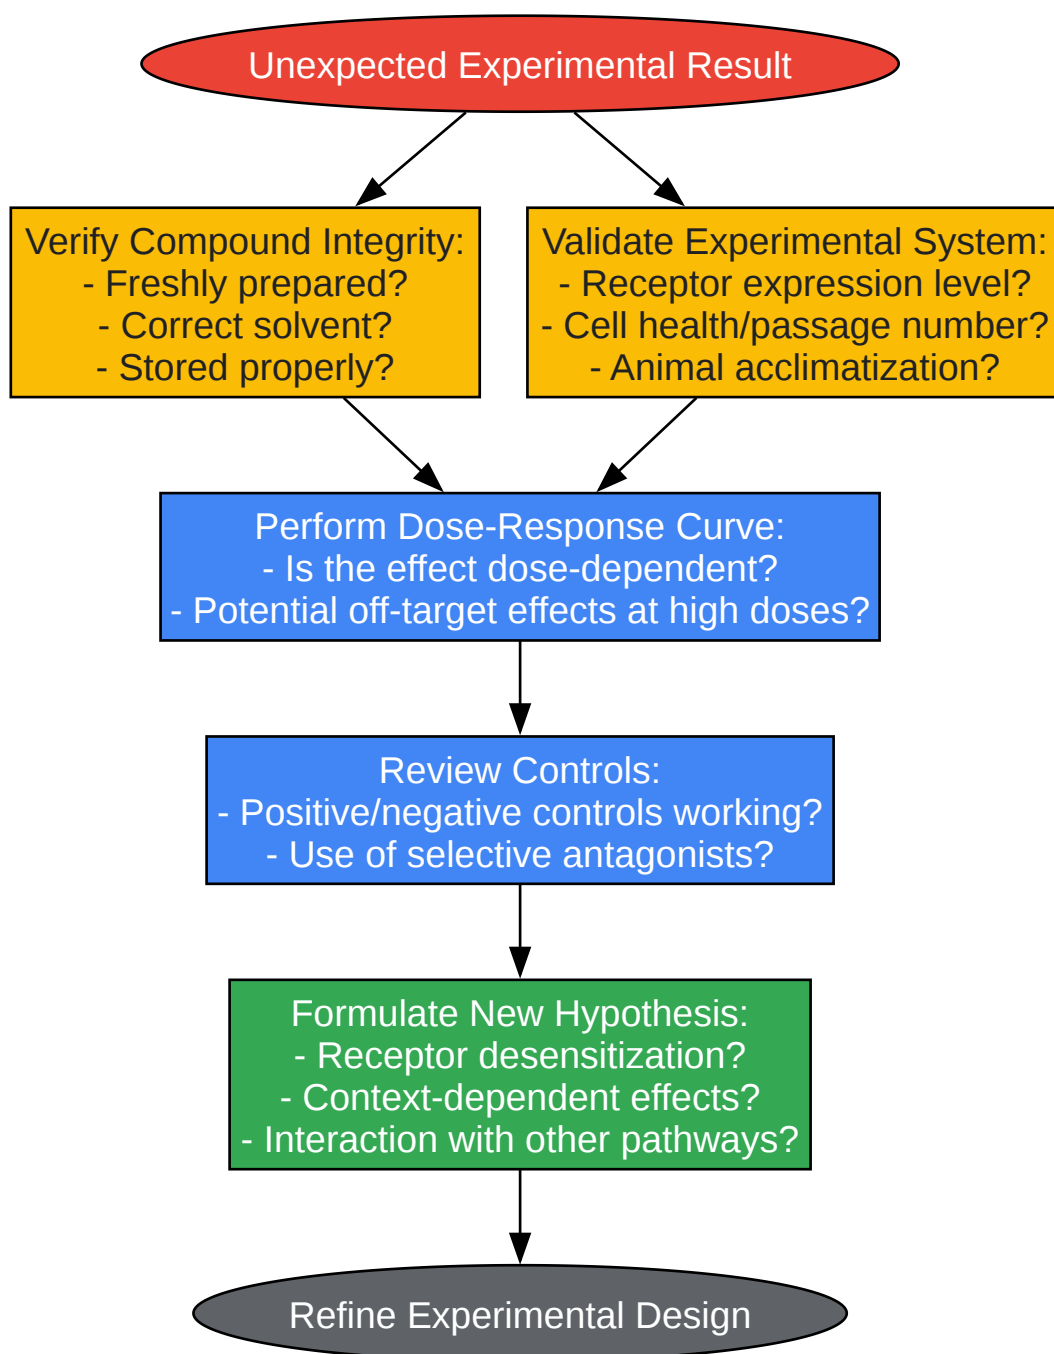 Unexpected Experimental Result
Verify Compound Integrity:
- Freshly prepared?
- Correct solvent?
- Stored properly?
Validate Experimental System:
- Receptor expression level?
- Cell health/passage number?
- Animal acclimatization?
Perform Dose-Response Curve:
- Is the effect dose-dependent?
- Potential off-target effects at high doses?
Review Controls:
- Positive/negative controls working?
- Use of selective antagonists?
Formulate New Hypothesis:
- Receptor desensitization?
- Context-dependent effects?
- Interaction with other pathways?
Refine Experimental Design